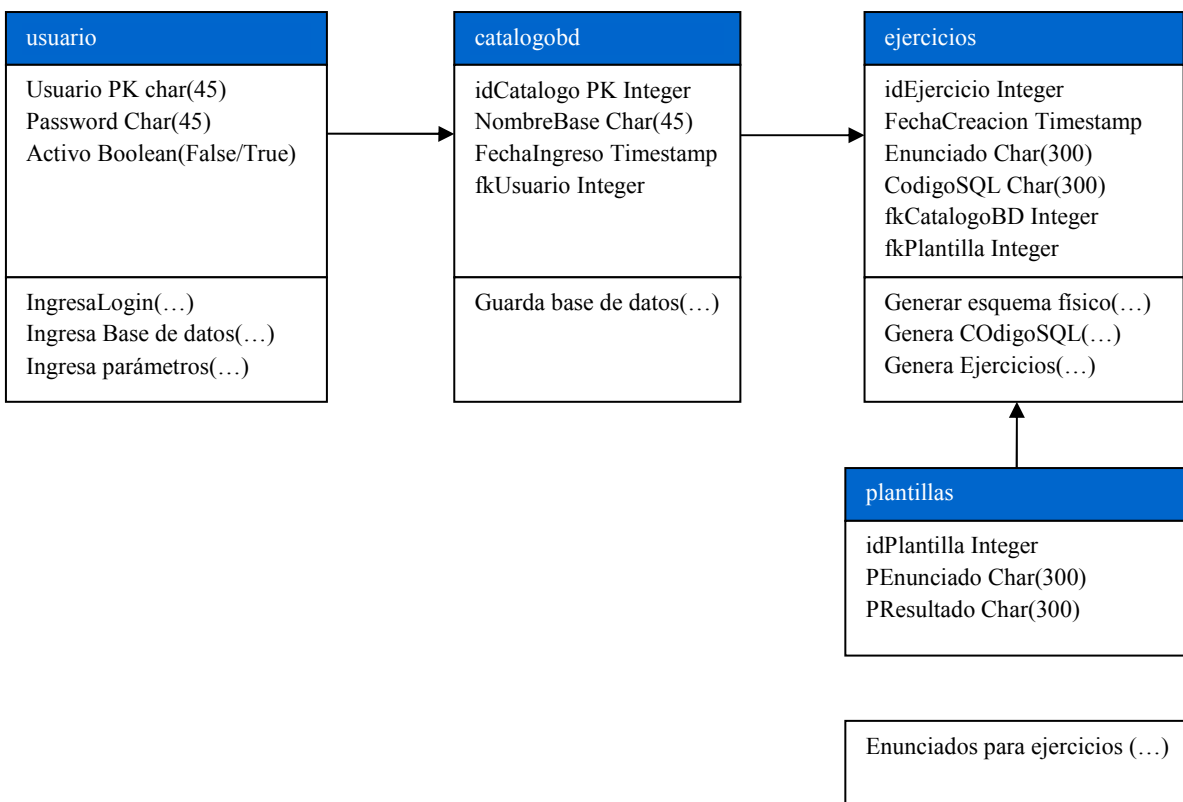 usuario
Usuario PK char(45)
Password Char(45)
Activo Boolean(False/True)
IngresaLogin(…)
Ingresa Base de datos(…)
Ingresa parámetros(…)
catalogobd
idCatalogo PK Integer
NombreBase Char(45)
FechaIngreso Timestamp
fkUsuario Integer
Guarda base de datos(…)
ejercicios
idEjercicio Integer
FechaCreacion Timestamp
Enunciado Char(300)
CodigoSQL Char(300)
fkCatalogoBD Integer
fkPlantilla Integer
Generar esquema físico(…)
Genera COdigoSQL(…)
Genera Ejercicios(…)
plantillas
idPlantilla Integer
PEnunciado Char(300)
PResultado Char(300)
Enunciados para ejercicios (…)